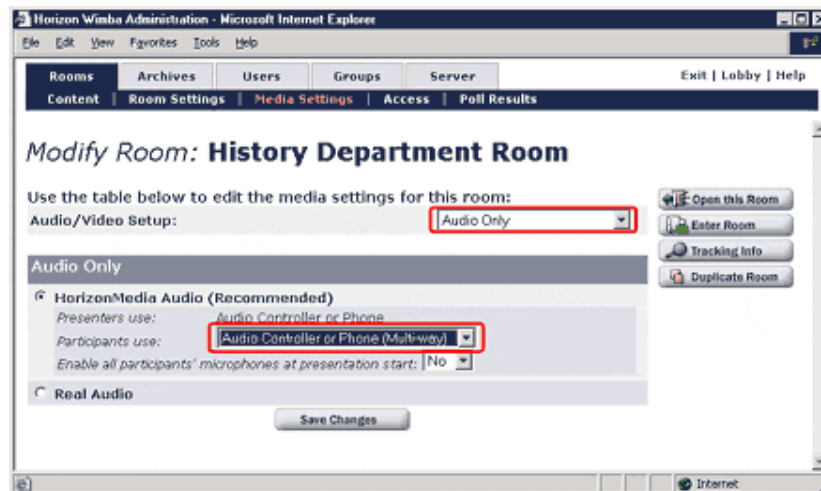 Horizon Wimba Administration - Microsoft Internet Explorer
File Edit View Favorites Tools Help
Rooms Archives Users Groups Server Exit | Lobby | Help
Content | Room Settings | Media Settings | Access | Poll Results
Modify Room: History Department Room
Use the table below to edit the media settings for this room:
Audio/Video Setup: Audio Only
Open this Room
Enter Room
Tracking Info
Duplicate Room
Audio Only
HorizonMedia Audio (Recommended)
Presenters use: Audio Controller or Phone
Participants use: Audio Controller or Phone (Multi-way)
Enable all participants' microphones at presentation start: No
Real Audio
Save Changes
Internet